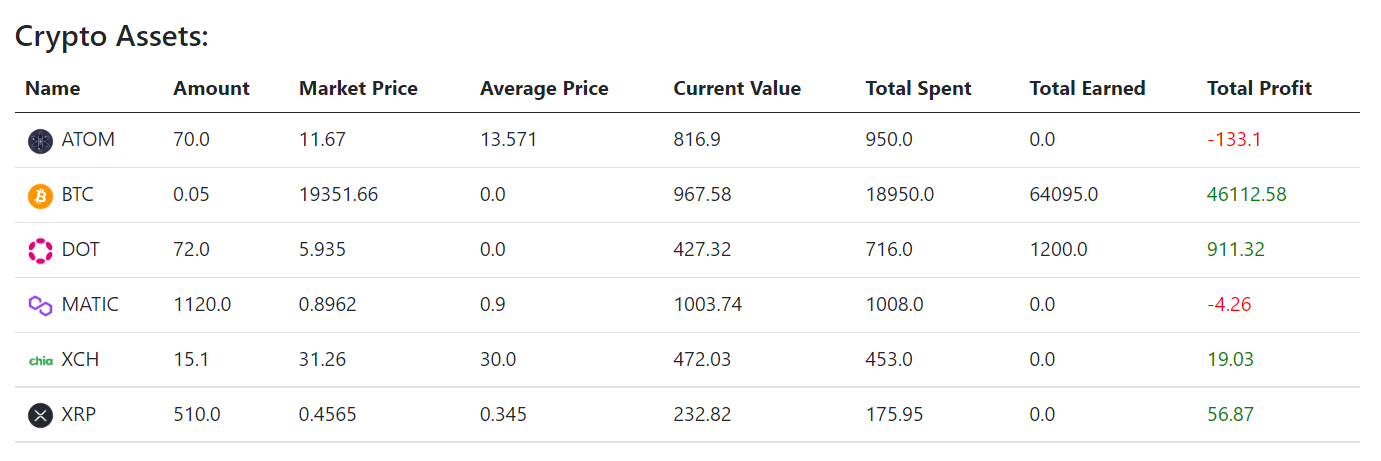 Crypto Assets:
Name Amount Market Price Average Price Current Value Total Spent Total Earned Total Profit
ATOM 70.0 11.67 13.571 816.9 950.0 0.0 -133.1
BTC 0.05 19351.66 0.0 967.58 18950.0 64095.0 46112.58
DOT 72.0 5.935 0.0 427.32 716.0 1200.0 911.32
MATIC 1120.0 0.8962 0.9 1003.74 1008.0 0.0 -4.26
chia XCH 15.1 31.26 30.0 472.03 453.0 0.0 19.03
XRP 510.0 0.4565 0.345 232.82 175.95 0.0 56.87